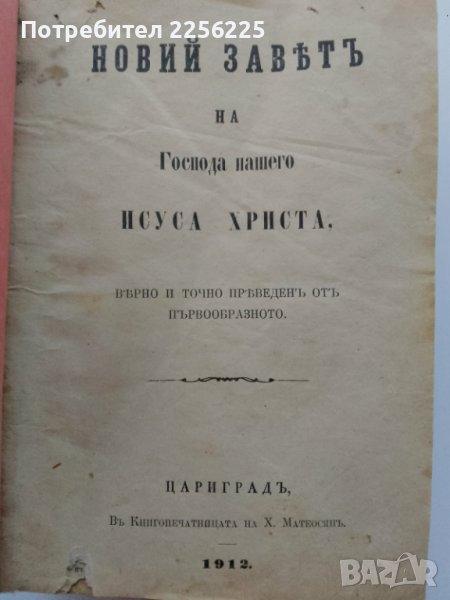 Потребител 2256225
НОВИЙ ЗАВѢТЪ
НА
Господа нашего
ИСУСА ХРИСТА,
ВѢРНО И ТОЧНО ПРѢВЕДЕНЪ ОТЪ
ПЪРВООБРАЗНОТО.
ЦАРИГРАДЪ,
Въ Книгопечатницата на Х. Матеосянъ.
1912.
BAZAR